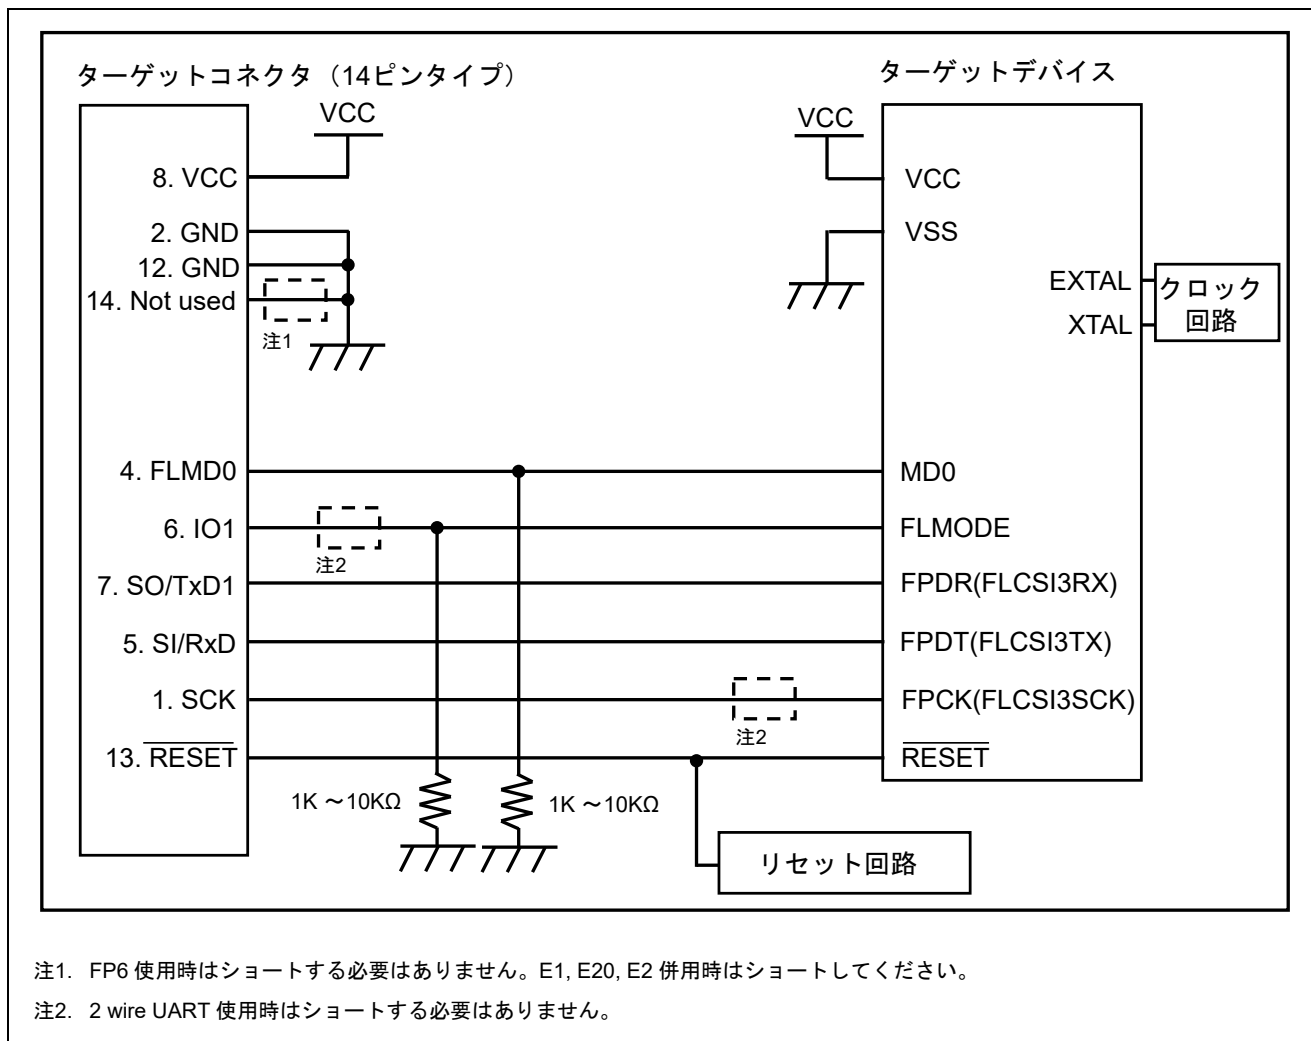 ターゲットコネクタ（14ピンタイプ）
ターゲットデバイス
VCC
VCC
8. VCC
VCC
2. GND
VSS
12. GND
14. Not used
注1
EXTAL
XTAL
クロック
回路
4. FLMD0
MD0
6. IO1
FLMODE
注2
7. SO/TxD1
FPDR(FLCSI3RX)
5. SI/RxD
FPDT(FLCSI3TX)
1. SCK
FPCK(FLCSI3SCK)
注2
13. RESET
RESET
1K ～10KΩ
1K ～10KΩ
リセット回路
注1. FP6 使用時はショートする必要はありません。E1, E20, E2 併用時はショートしてください。
注2. 2 wire UART 使用時はショートする必要はありません。